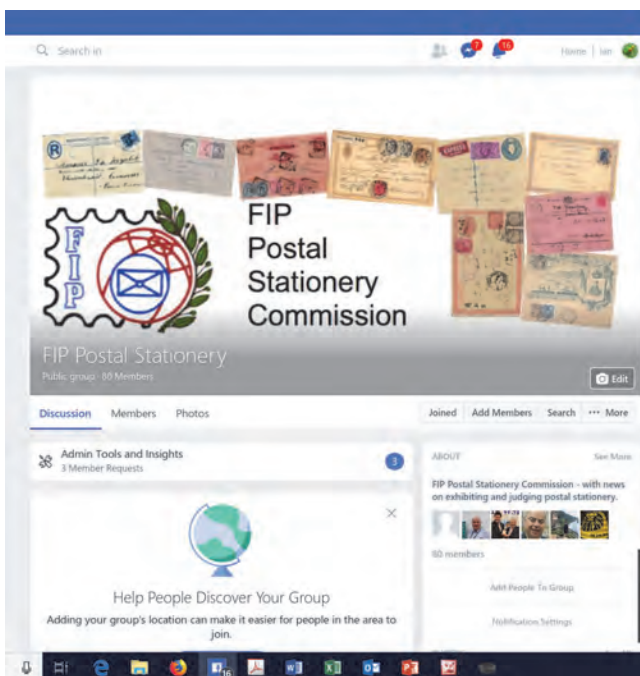 Search in
7
16
Home
Ian
FIP
FIP
Postal
Stationery
Commission
FIP Postal Stationery
Public group · 80 Members
Edit
Discussion Members Photos
Joined Add Members Search ••• More
Admin Tools and Insights
3 Member Requests
3
ABOUT See More
FIP Postal Stationery Commission - with news
on exhibiting and judging postal stationery.
80 members
Add People To Group
Notification Settings
Help People Discover Your Group
Adding your group's location can make it easier for people in the area to
join.
16